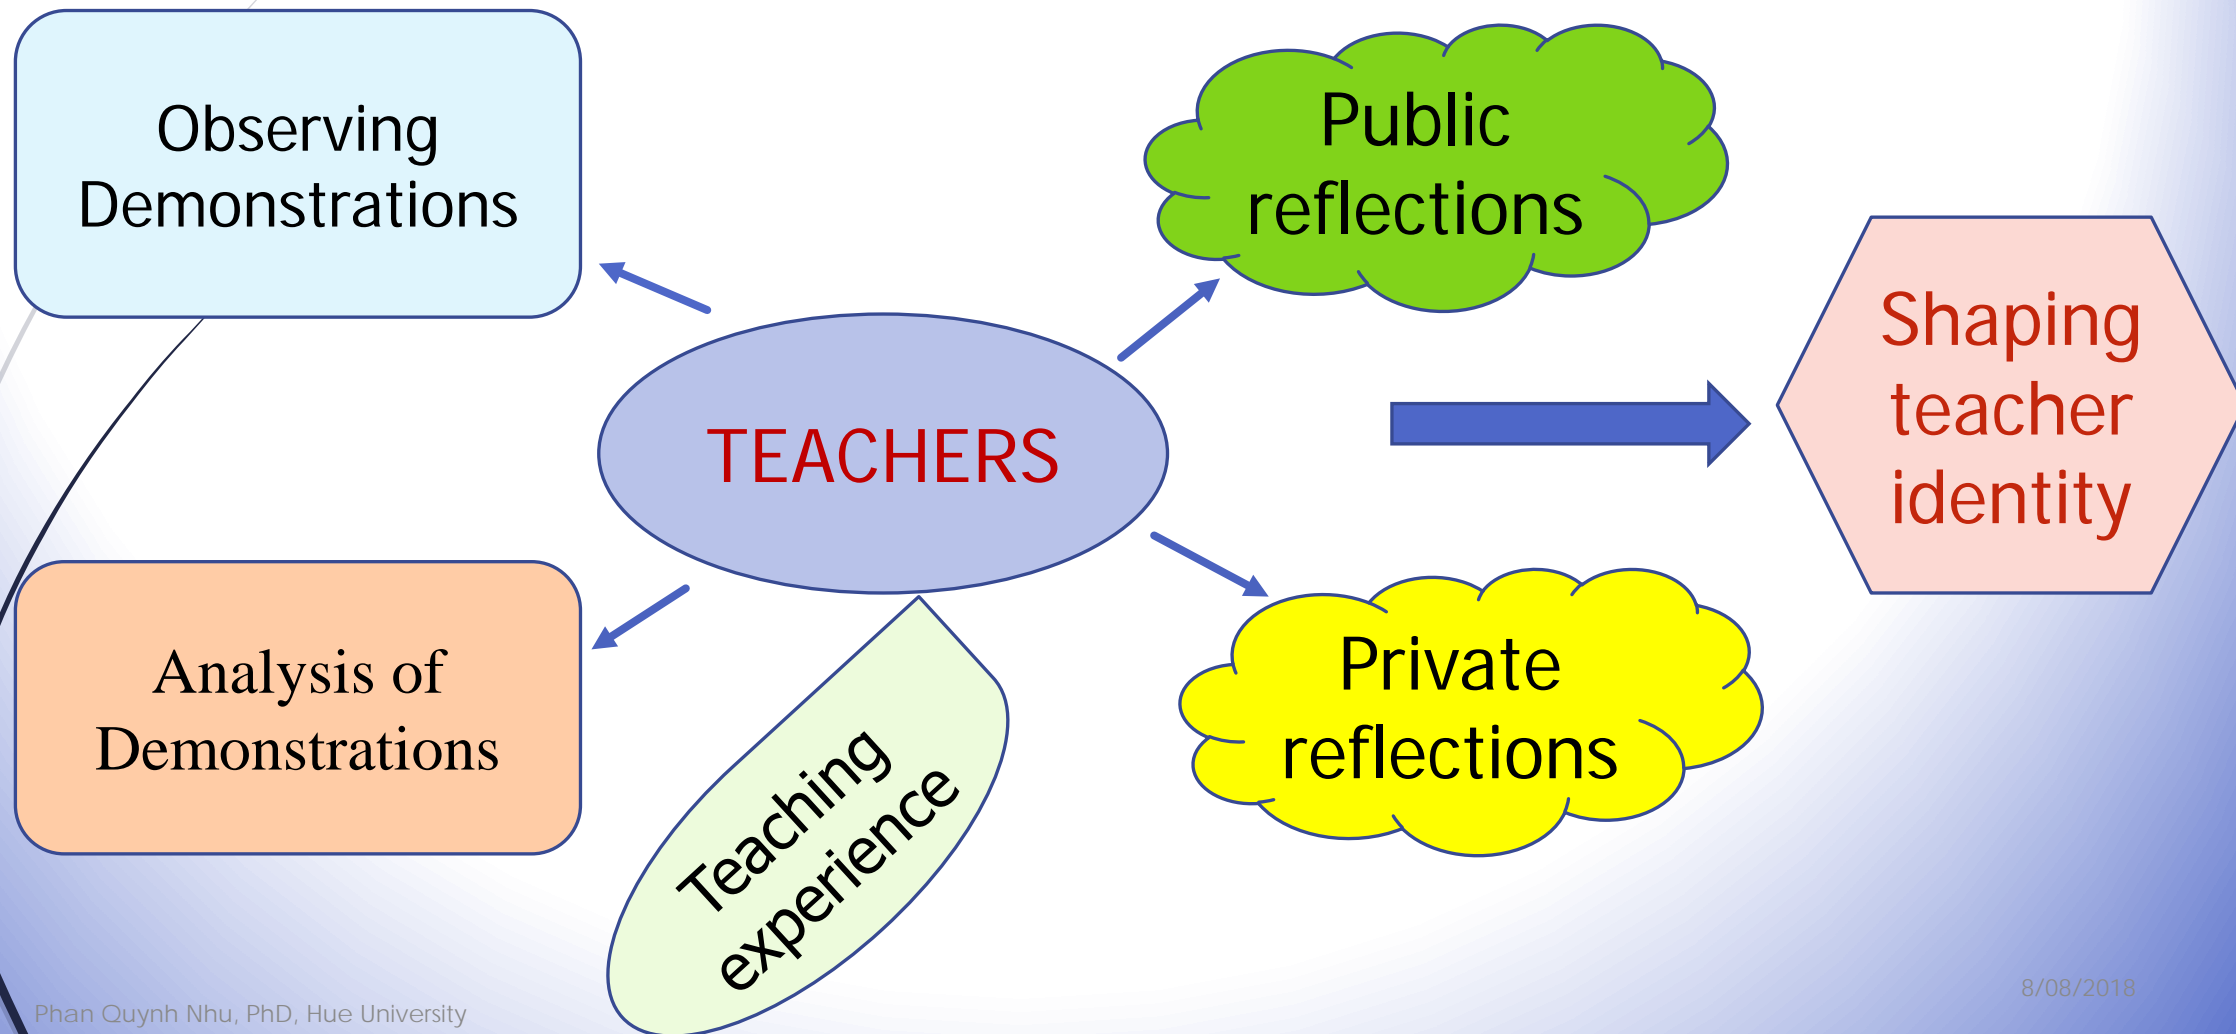 Observing
Demonstrations
Public
reflections
Shaping
teacher
identity
TEACHERS
Analysis of
Demonstrations
Private
reflections
Teaching
experience
8/08/2018
Phan Quynh Nhu, PhD, Hue University